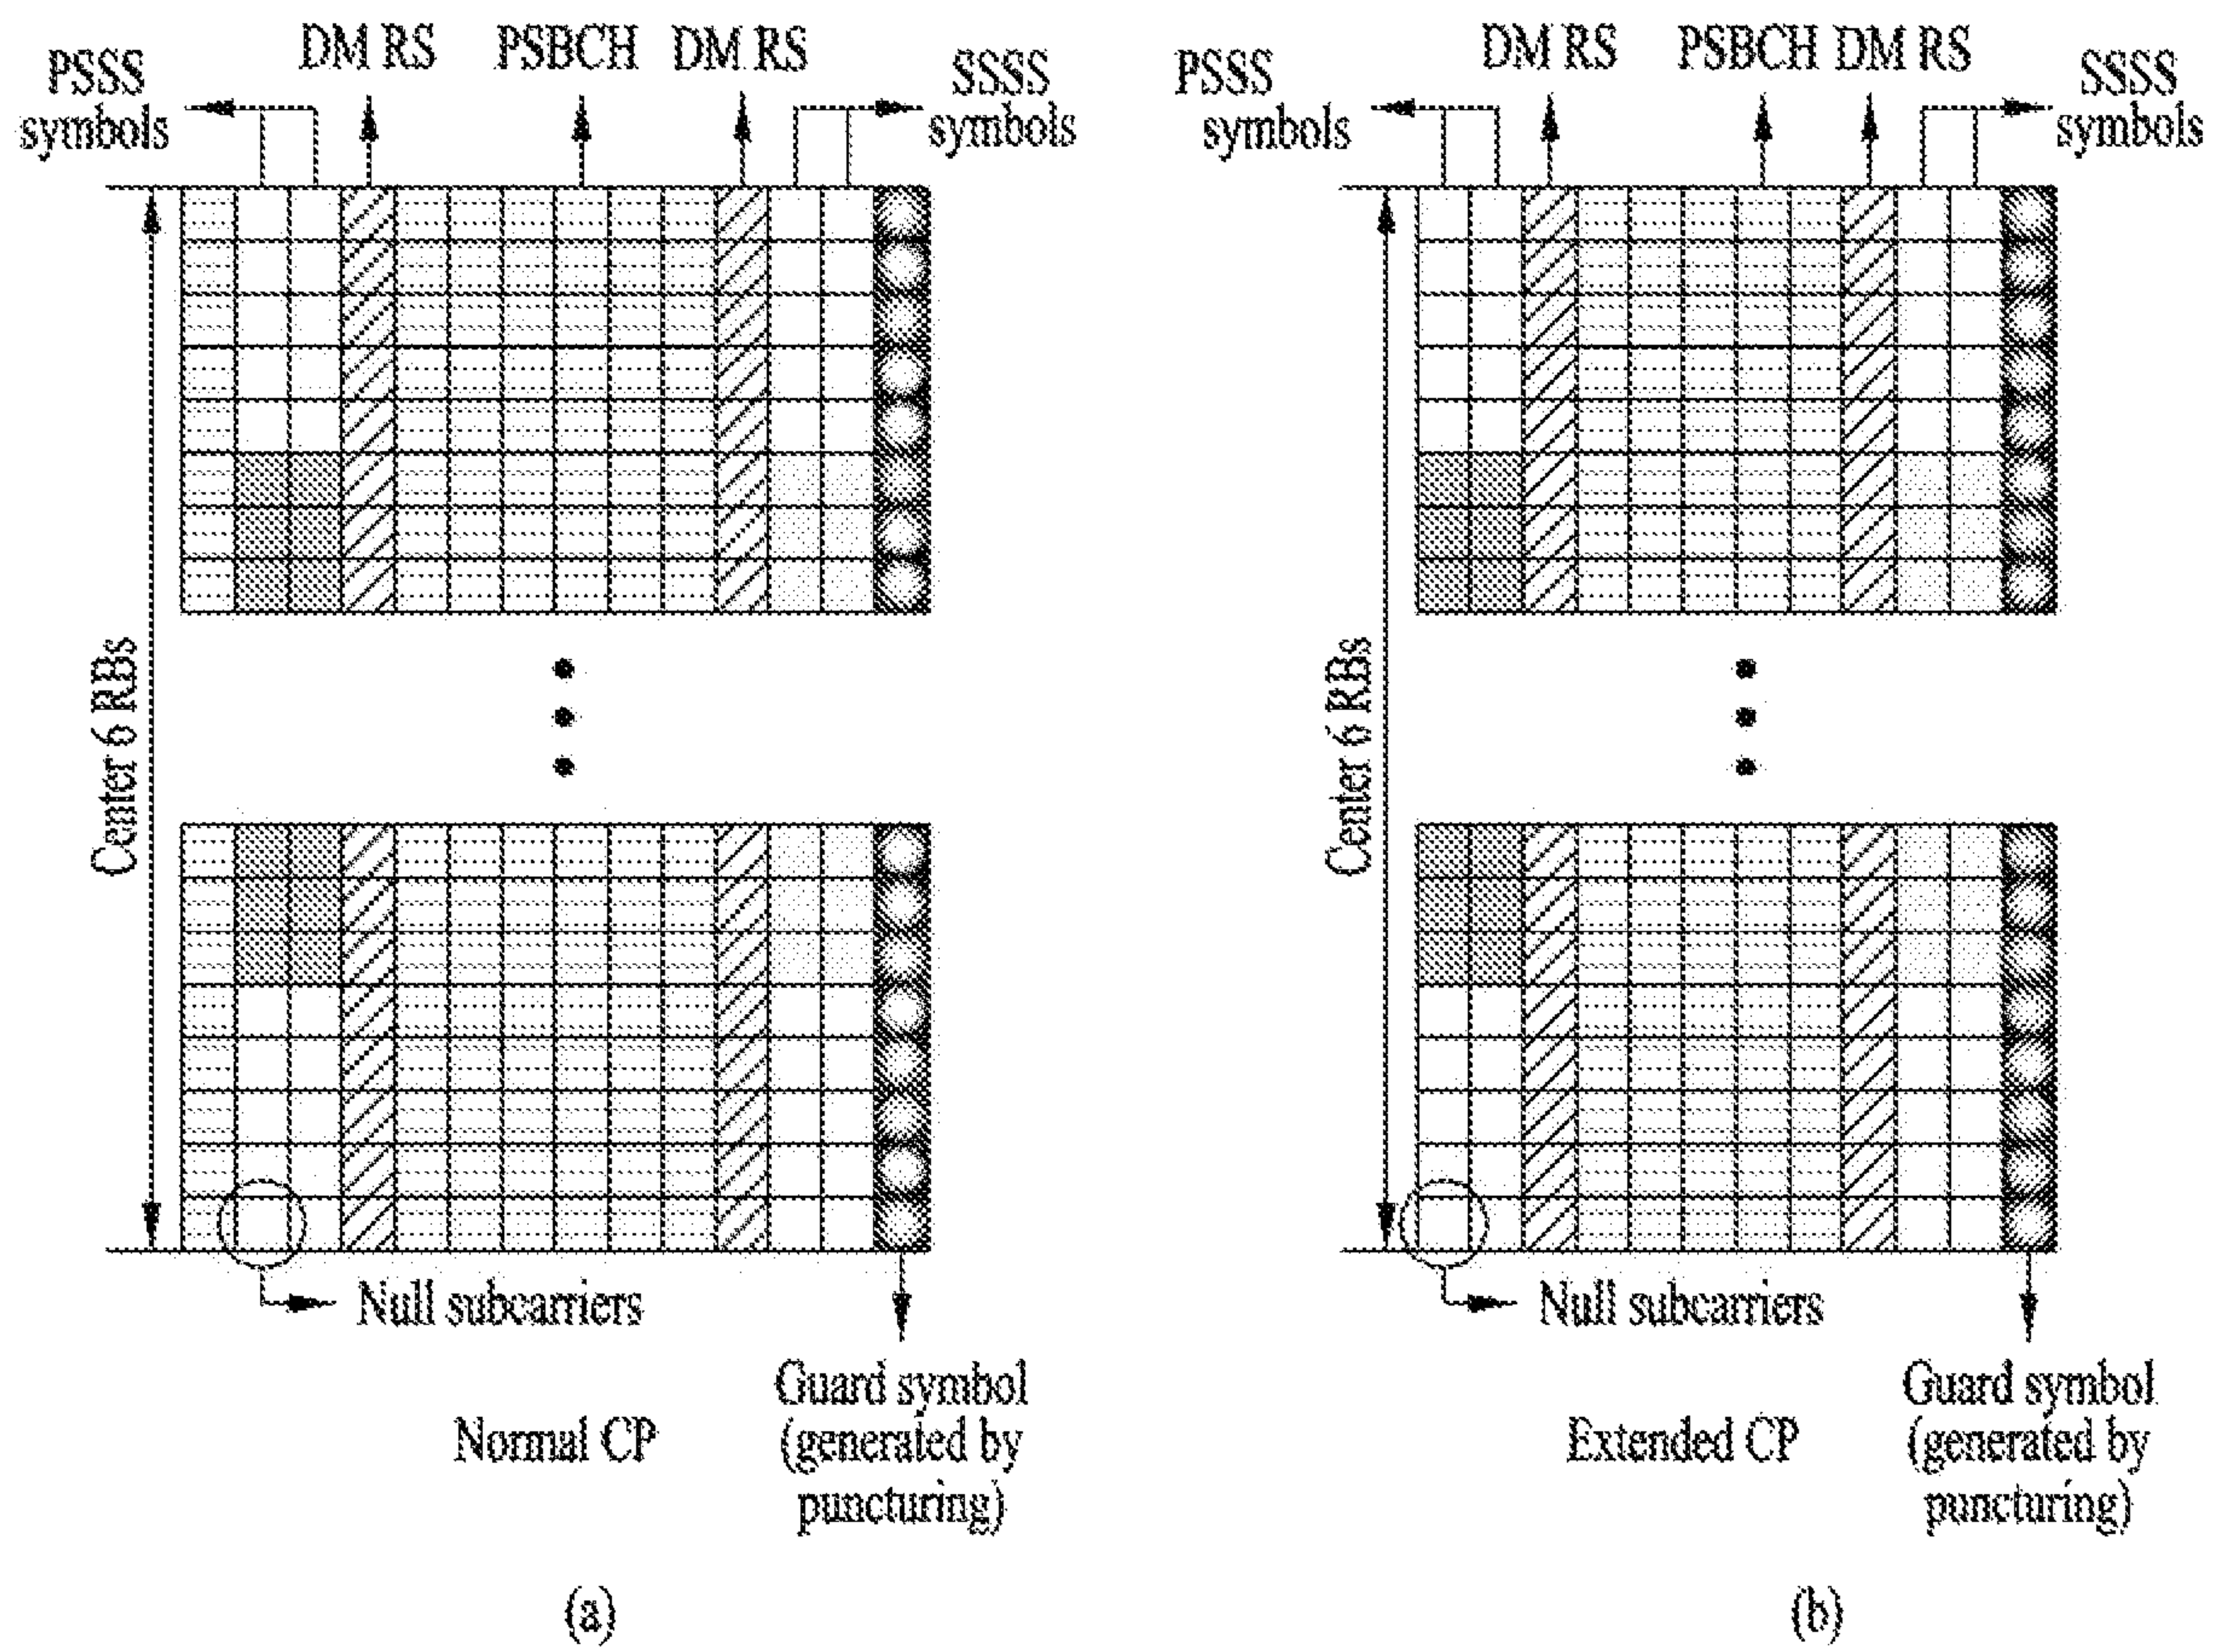 DM RS PSBCH DM RS
PSSS
symbols
SSSS
symbols
Center 6 RBs
Null subcarriers
Guard symbol
(generated by
puncturing)
Normal CP
(a)
DM RS PSBCH DM RS
PSSS
symbols
SSSS
symbols
Center 6 RBs
Null subcarriers
Guard symbol
(generated by
puncturing)
Extended CP
(b)